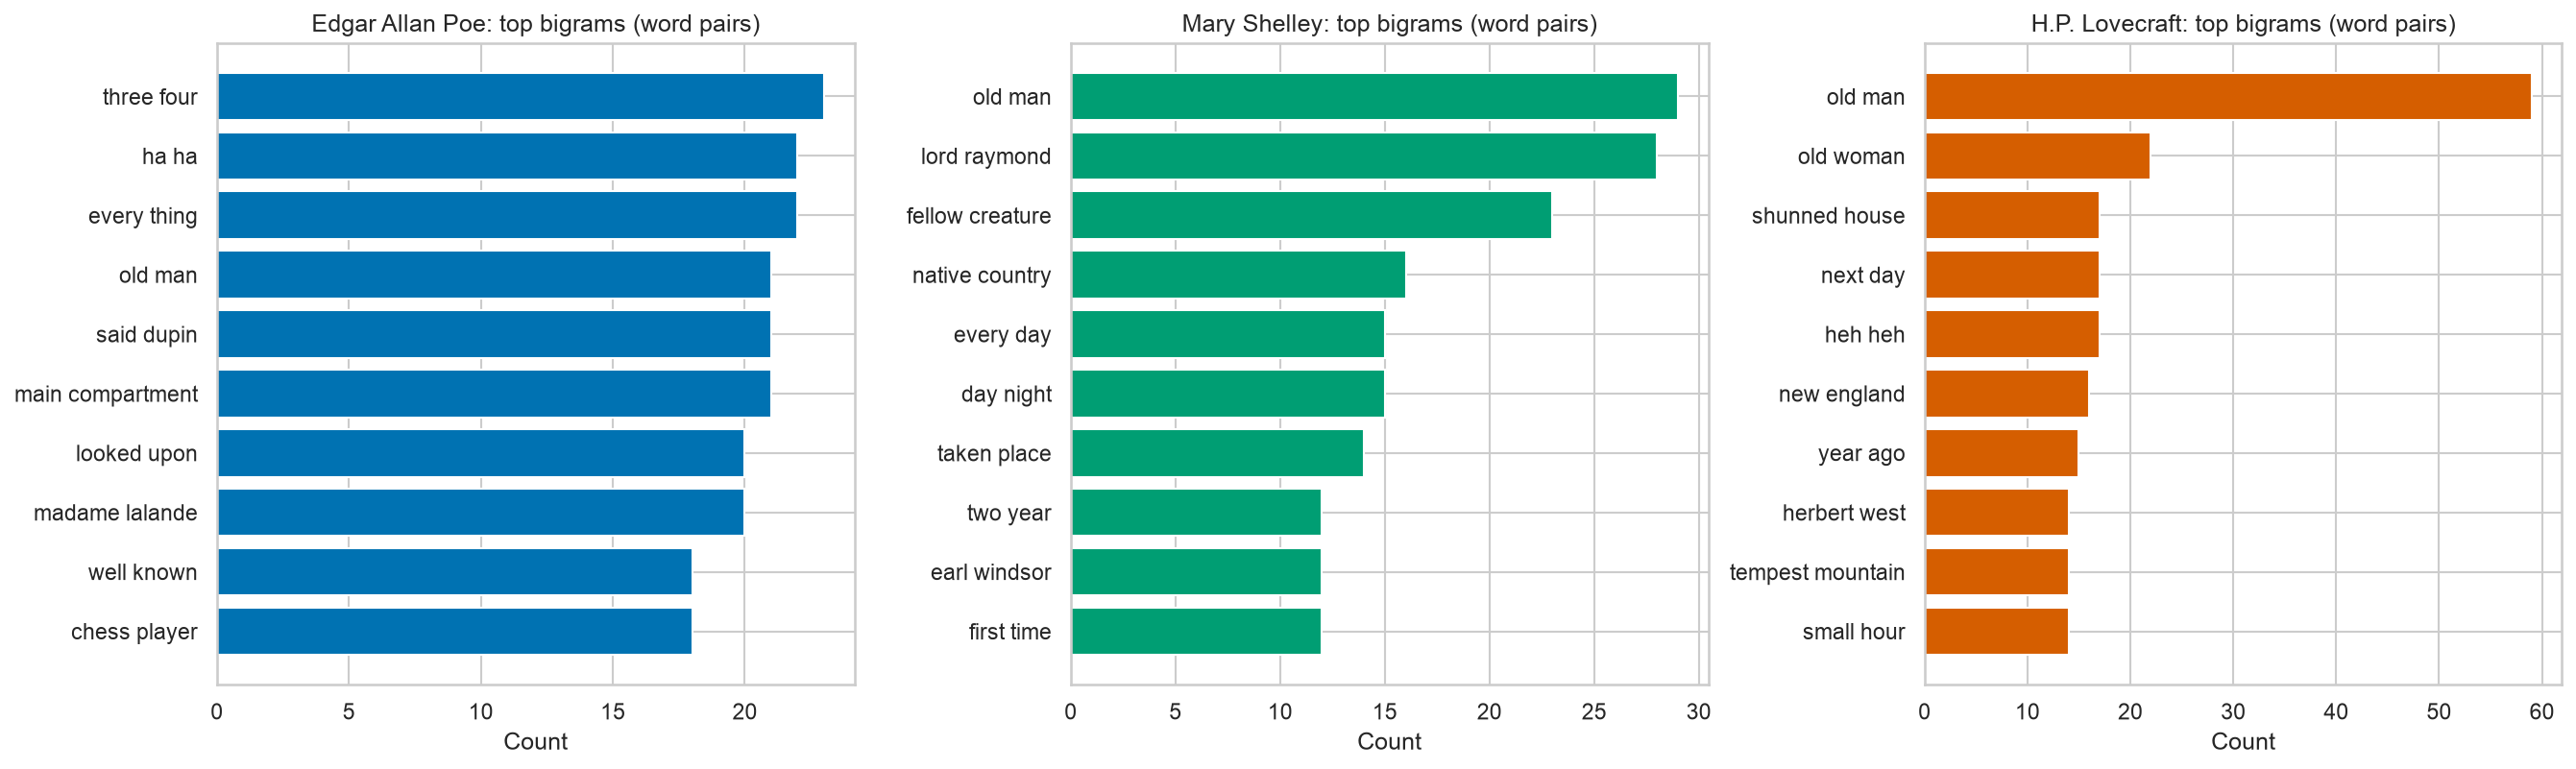 Edgar Allan Poe: top bigrams (word pairs)
three four
ha ha
every thing
old man
said dupin
main compartment
looked upon
madame lalande
well known
chess player
0 5 10 15 20
Count
Mary Shelley: top bigrams (word pairs)
old man
lord raymond
fellow creature
native country
every day
day night
taken place
two year
earl windsor
first time
0 5 10 15 20 25 30
Count
H.P. Lovecraft: top bigrams (word pairs)
old man
old woman
shunned house
next day
heh heh
new england
year ago
herbert west
tempest mountain
small hour
0 10 20 30 40 50 60
Count